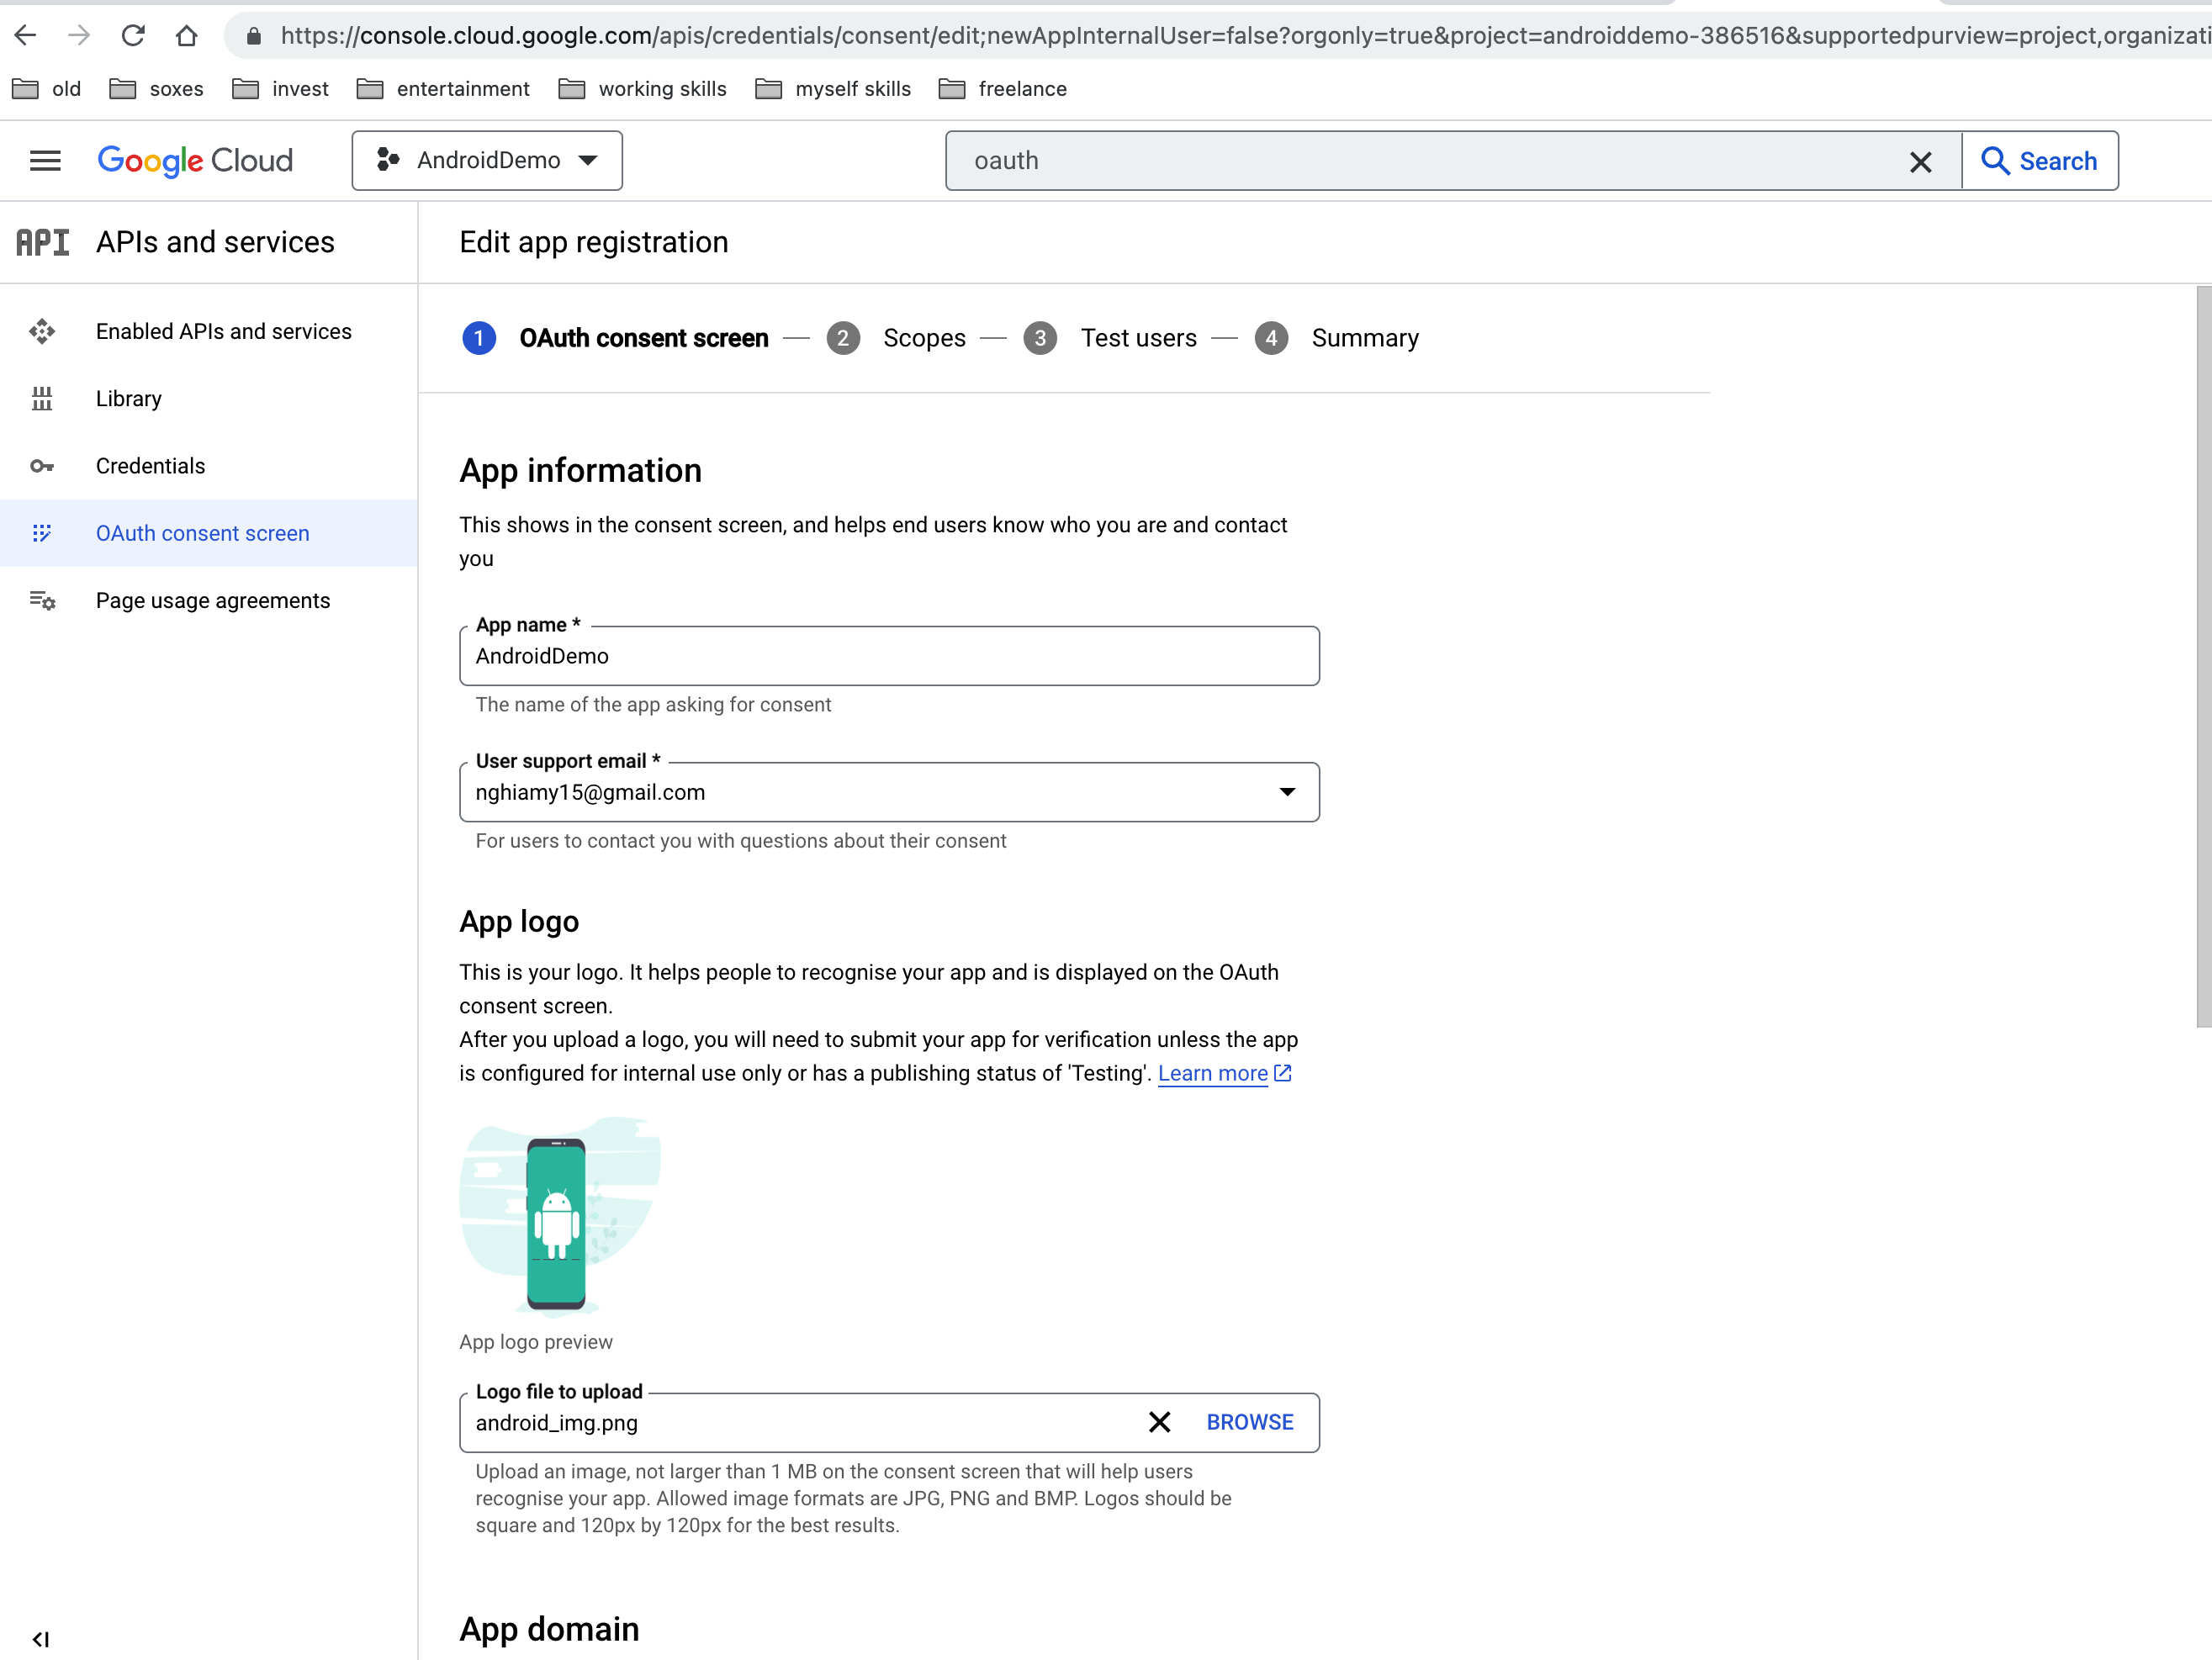 https://console.cloud.google.com/apis/credentials/consent/edit;newAppInternalUser=false?orgonly=true&project=androiddemo-386516&supportedpurview=project,organizati
old soxes invest entertainment working skills myself skills freelance
Google Cloud AndroidDemo oauth Search
API APIs and services
Edit app registration
Enabled APIs and services
Library
Credentials
OAuth consent screen
Page usage agreements
1 OAuth consent screen 2 Scopes 3 Test users 4 Summary
App information
This shows in the consent screen, and helps end users know who you are and contact
you
App name *
AndroidDemo
The name of the app asking for consent
User support email *
nghiamy15@gmail.com
For users to contact you with questions about their consent
App logo
This is your logo. It helps people to recognise your app and is displayed on the OAuth
consent screen.
After you upload a logo, you will need to submit your app for verification unless the app
is configured for internal use only or has a publishing status of 'Testing'. Learn more
App logo preview
Logo file to upload
android_img.png BROWSE
Upload an image, not larger than 1 MB on the consent screen that will help users
recognise your app. Allowed image formats are JPG, PNG and BMP. Logos should be
square and 120px by 120px for the best results.
App domain